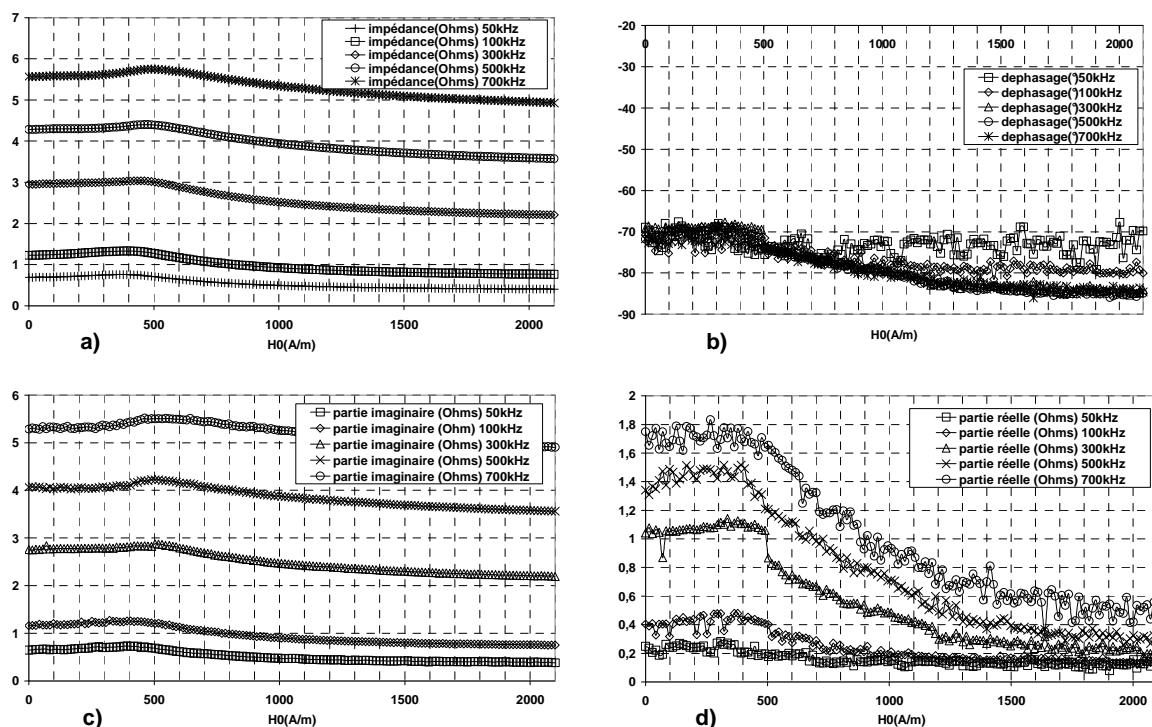 7
6
5
4
3
2
1
0
impédance(Ohms) 50kHz
impédance(Ohms) 100kHz
impédance(Ohms) 300kHz
impédance(Ohms) 500kHz
impédance(Ohms) 700kHz
0 500 1000 1500 2000
H0(A/m)
a)
-20
-30
-40
-50
-60
-70
-80
-90
0 500 1000 1500 2000
dephasage(°)50kHz
dephasage(°)100kHz
dephasage(°)300kHz
dephasage(°)500kHz
dephasage(°)700kHz
H0(A/m)
b)
6
5
4
3
2
1
0
partie imaginaire (Ohms) 50kHz
partie imaginaire (Ohm) 100kHz
partie imaginaire (Ohms) 300kHz
partie imaginaire (Ohms) 500kHz
partie imaginaire (Ohms) 700kHz
0 500 1000 1500 2000
H0(A/m)
c)
2
1,8
1,6
1,4
1,2
1
0,8
0,6
0,4
0,2
0
partie réelle (Ohms) 50kHz
partie réelle (Ohms) 100kHz
partie réelle (Ohms) 300kHz
partie réelle (Ohms) 500kHz
partie réelle (Ohms) 700kHz
0 500 1000 1500 2000
H0(A/m)
d)